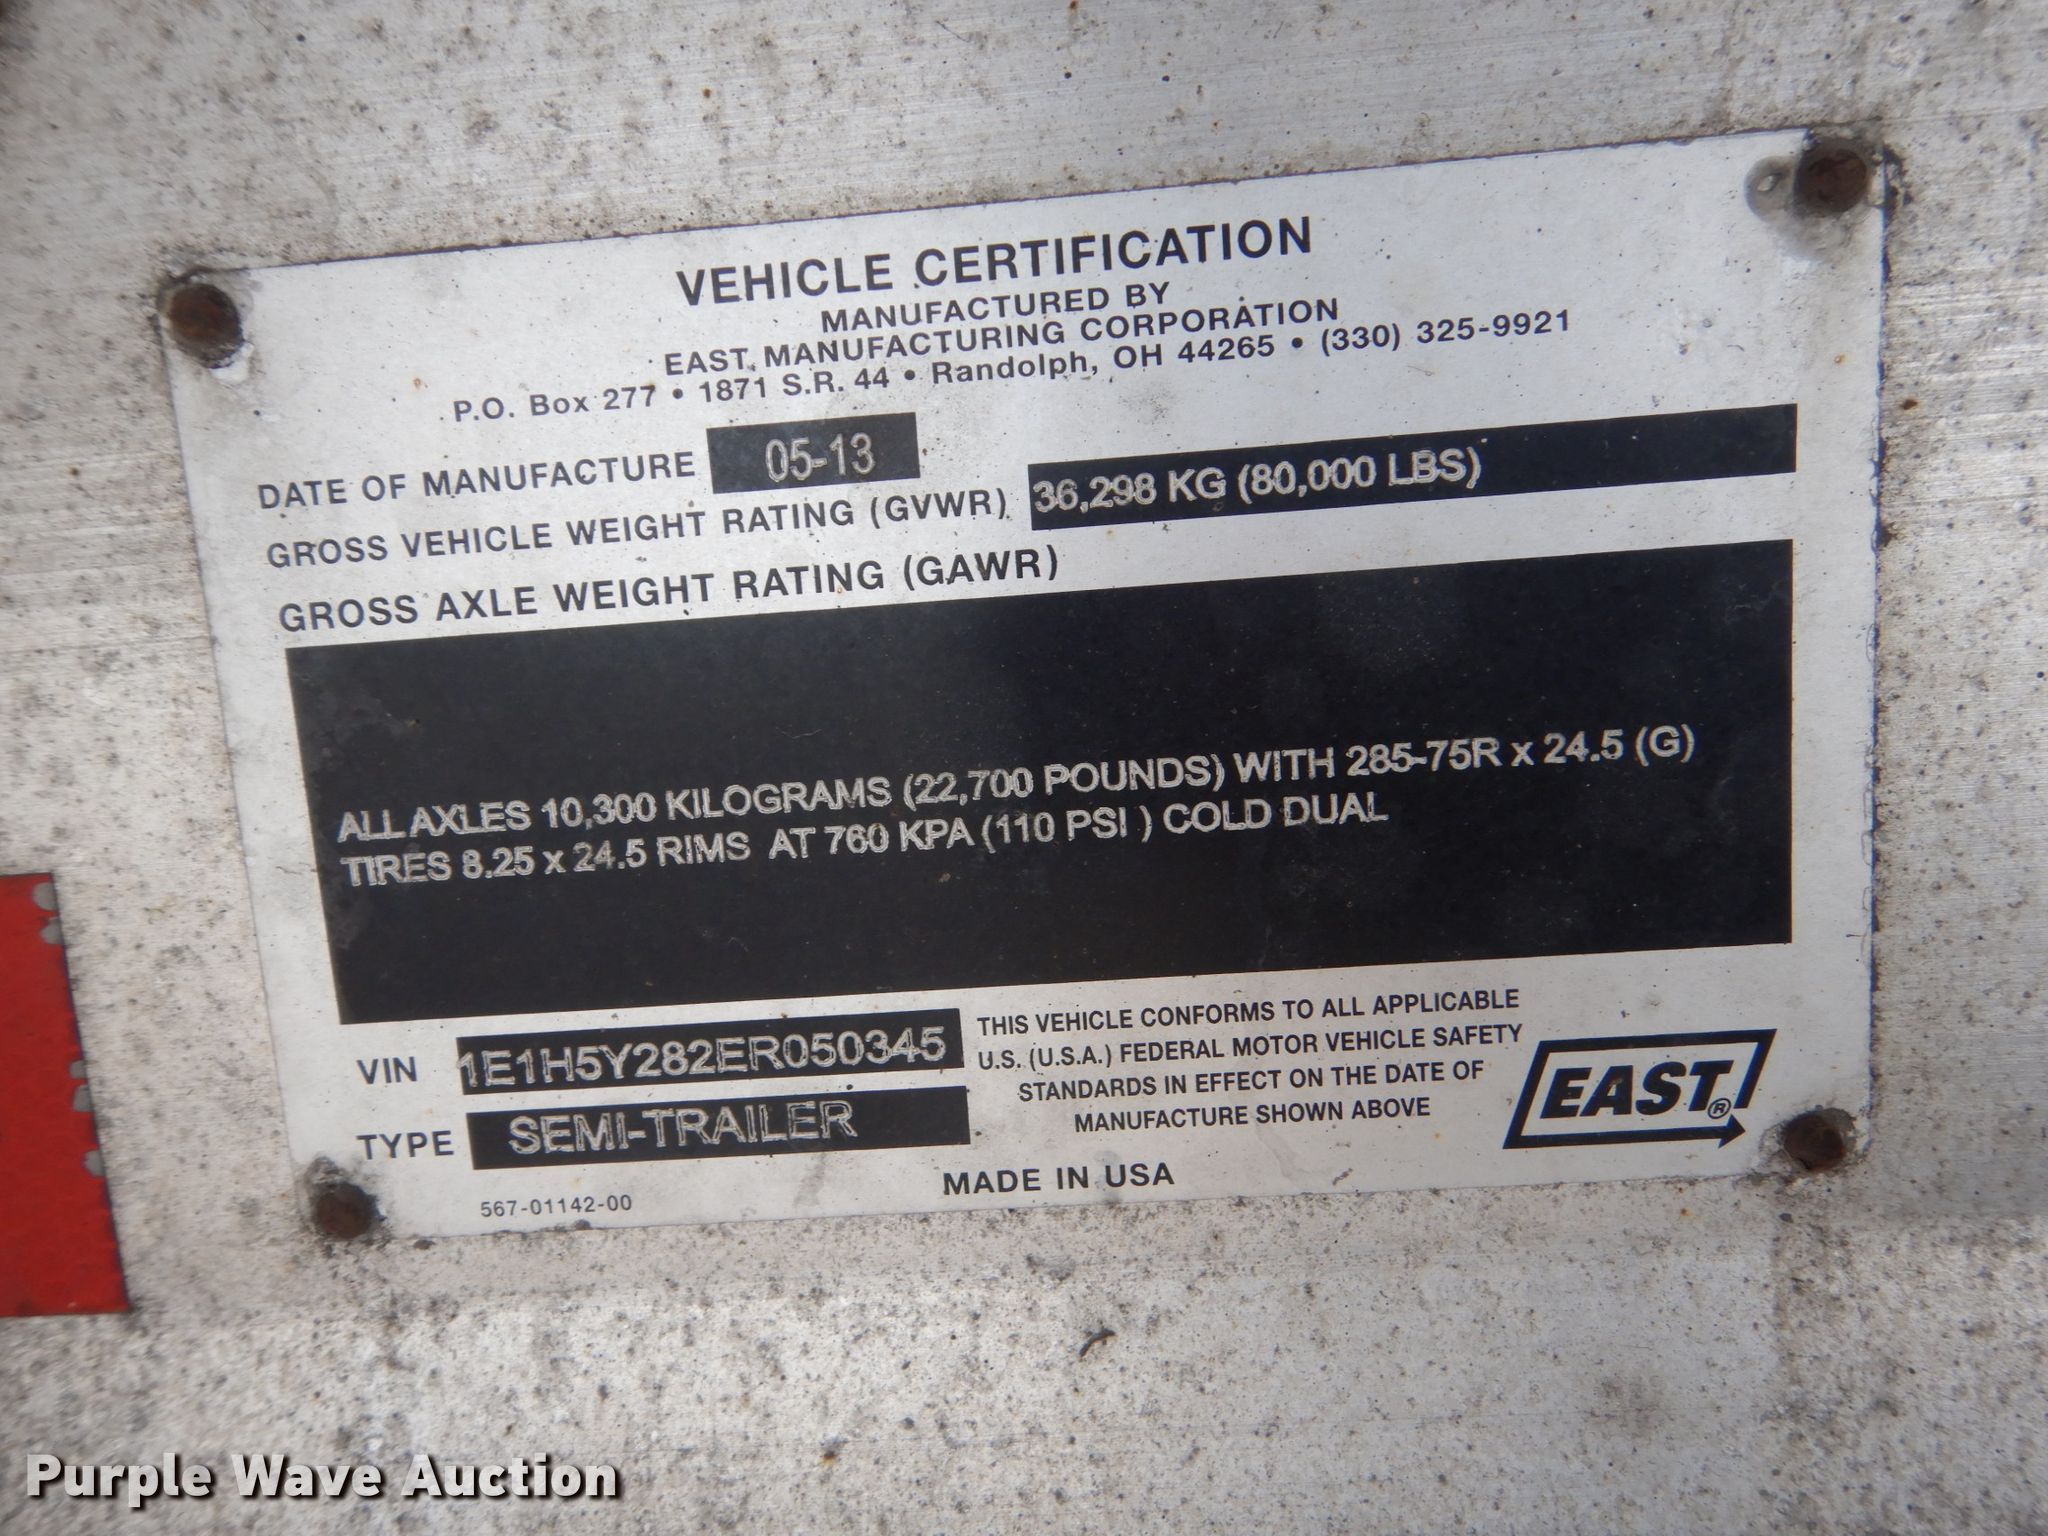 VEHICLE CERTIFICATION
MANUFACTURED BY
EAST MANUFACTURING CORPORATION
P.O. Box 277 • 1871 S.R. 44 • Randolph, OH 44265 • (330) 325-9921
DATE OF MANUFACTURE 05-13
GROSS VEHICLE WEIGHT RATING (GVWR) 36,298 KG (80,000 LBS)
GROSS AXLE WEIGHT RATING (GAWR)
ALL AXLES 10,300 KILOGRAMS (22,700 POUNDS) WITH 285-75R x 24.5 (G)
TIRES 8.25 x 24.5 RIMS AT 760 KPA (110 PSI ) COLD DUAL
VIN 1E1H5Y282ER050345
TYPE SEMI-TRAILER
THIS VEHICLE CONFORMS TO ALL APPLICABLE
U.S. (U.S.A.) FEDERAL MOTOR VEHICLE SAFETY
STANDARDS IN EFFECT ON THE DATE OF
MANUFACTURE SHOWN ABOVE
EAST®
567-01142-00
MADE IN USA
Purple Wave Auction